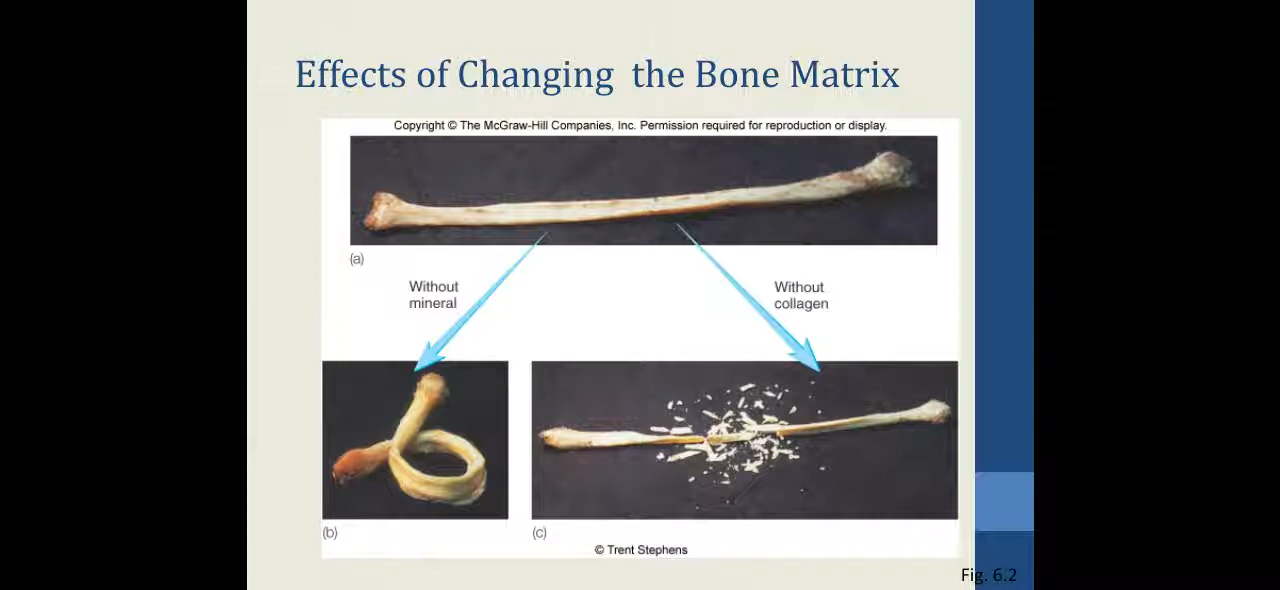 Effects of Changing the Bone Matrix
Copyright © The McGraw-Hill Companies, Inc. Permission required for reproduction or display.
(a)
Without
mineral
Without
collagen
(b)
(c)
© Trent Stephens
Fig. 6.2